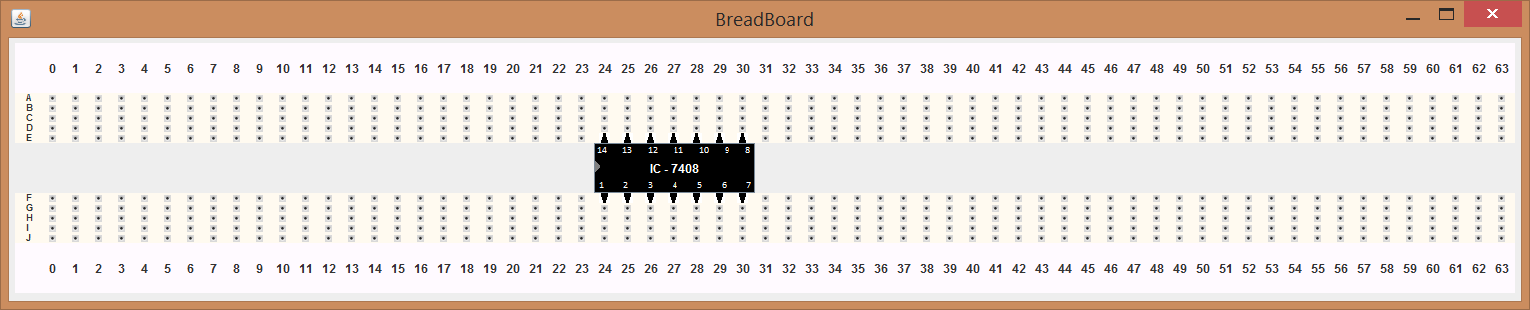 BreadBoard
0 1 2 3 4 5 6 7 8 9 10 11 12 13 14 15 16 17 18 19 20 21 22 23 24 25 26 27 28 29 30 31 32 33 34 35 36 37 38 39 40 41 42 43 44 45 46 47 48 49 50 51 52 53 54 55 56 57 58 59 60 61 62 63
A
B
C
D
E
14 13 12 11 10 9 8
IC - 7408
1 2 3 4 5 6 7
F
G
H
I
J
0 1 2 3 4 5 6 7 8 9 10 11 12 13 14 15 16 17 18 19 20 21 22 23 24 25 26 27 28 29 30 31 32 33 34 35 36 37 38 39 40 41 42 43 44 45 46 47 48 49 50 51 52 53 54 55 56 57 58 59 60 61 62 63